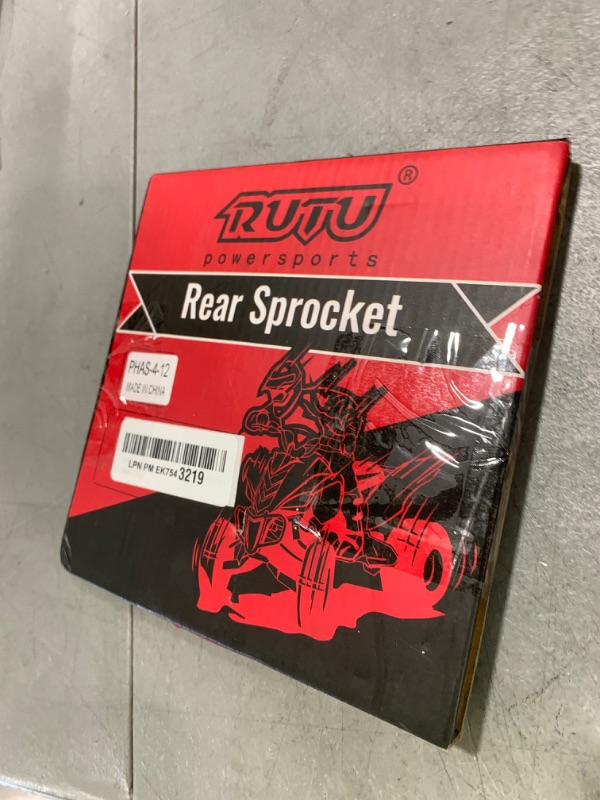 RUTU ®
powersports
Rear Sprocket
PHAS-4-12
MADE IN CHINA
LPN PM EK754 3219